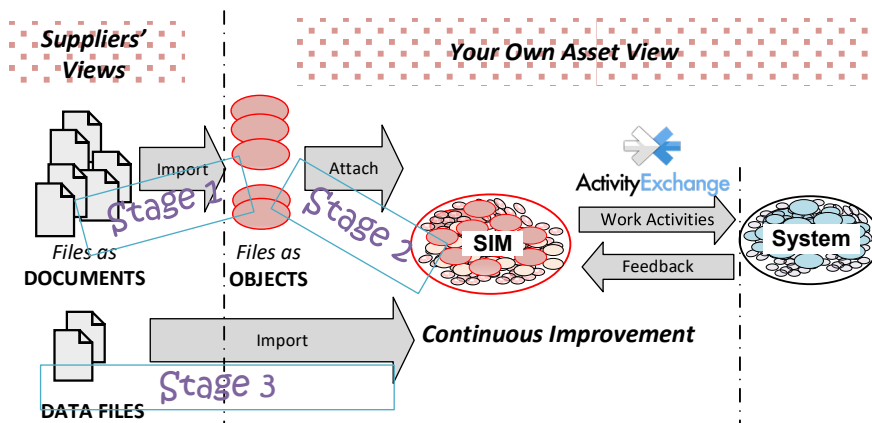 Suppliers'
Views
Your Own Asset View
Import
Attach
Stage 1
Stage 2
ActivityExchange
Work Activities
SIM
System
Feedback
Files as
DOCUMENTS
Files as
OBJECTS
Import
Continuous Improvement
Stage 3
DATA FILES